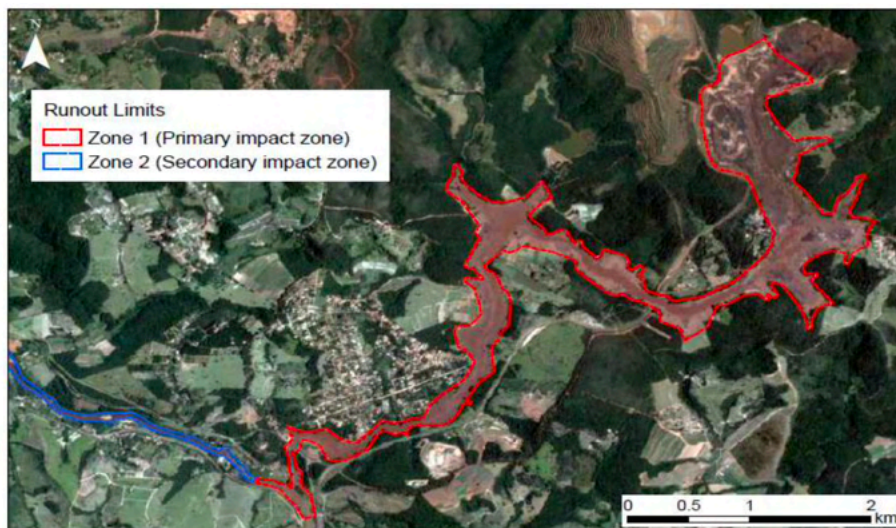 Runout Limits
Zone 1 (Primary impact zone)
Zone 2 (Secondary impact zone)
0 0.5 1 2
km